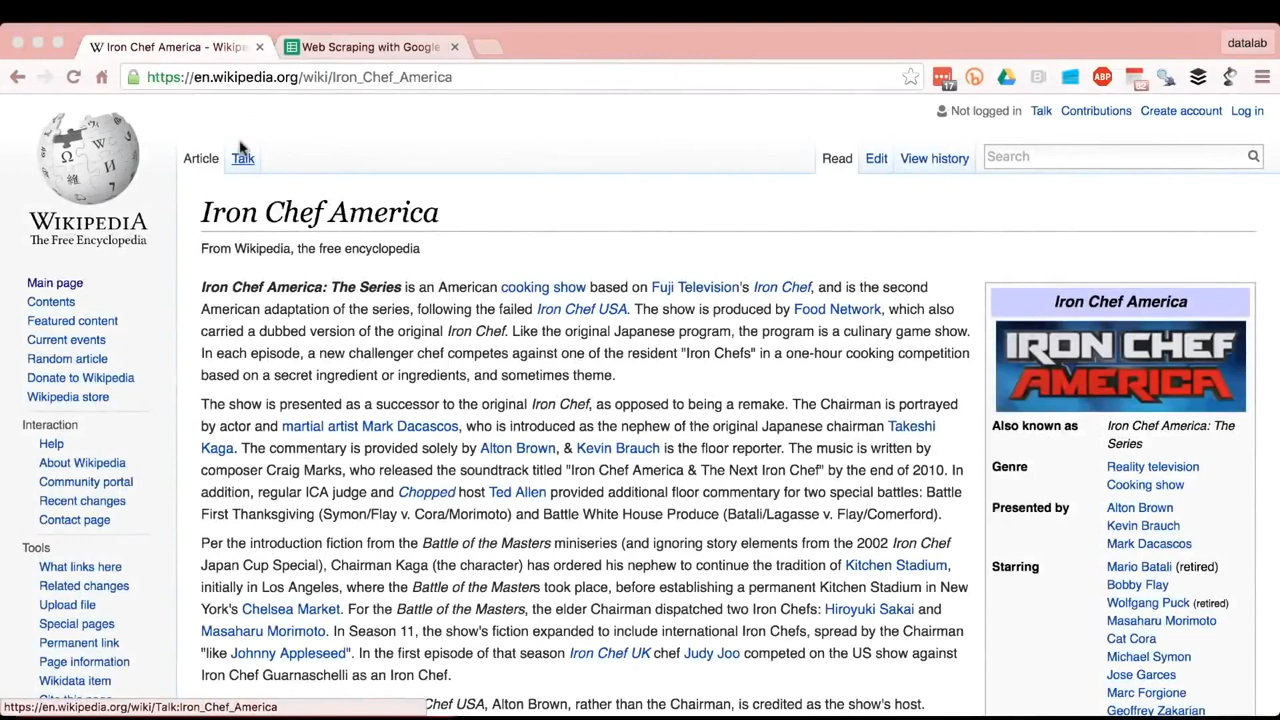 Iron Chef America - Wikipe
Web Scraping with Google
datalab
https://en.wikipedia.org/wiki/Iron_Chef_America
17
ABP
52
Not logged in Talk Contributions Create account Log in
Article Talk Read Edit View history Search
WIKIPEDIA
The Free Encyclopedia
Main page
Contents
Featured content
Current events
Random article
Donate to Wikipedia
Wikipedia store
Interaction
Help
About Wikipedia
Community portal
Recent changes
Contact page
Tools
What links here
Related changes
Upload file
Special pages
Permanent link
Page information
Wikidata item
Iron Chef America
From Wikipedia, the free encyclopedia
Iron Chef America: The Series is an American cooking show based on Fuji Television's Iron Chef, and is the second
American adaptation of the series, following the failed Iron Chef USA. The show is produced by Food Network, which also
carried a dubbed version of the original Iron Chef. Like the original Japanese program, the program is a culinary game show.
In each episode, a new challenger chef competes against one of the resident "Iron Chefs" in a one-hour cooking competition
based on a secret ingredient or ingredients, and sometimes theme.
The show is presented as a successor to the original Iron Chef, as opposed to being a remake. The Chairman is portrayed
by actor and martial artist Mark Dacascos, who is introduced as the nephew of the original Japanese chairman Takeshi
Kaga. The commentary is provided solely by Alton Brown, & Kevin Brauch is the floor reporter. The music is written by
composer Craig Marks, who released the soundtrack titled "Iron Chef America & The Next Iron Chef" by the end of 2010. In
addition, regular ICA judge and Chopped host Ted Allen provided additional floor commentary for two special battles: Battle
First Thanksgiving (Symon/Flay v. Cora/Morimoto) and Battle White House Produce (Batali/Lagasse v. Flay/Comerford).
Per the introduction fiction from the Battle of the Masters miniseries (and ignoring story elements from the 2002 Iron Chef
Japan Cup Special), Chairman Kaga (the character) has ordered his nephew to continue the tradition of Kitchen Stadium,
initially in Los Angeles, where the Battle of the Masters took place, before establishing a permanent Kitchen Stadium in New
York's Chelsea Market. For the Battle of the Masters, the elder Chairman dispatched two Iron Chefs: Hiroyuki Sakai and
Masaharu Morimoto. In Season 11, the show's fiction expanded to include international Iron Chefs, spread by the Chairman
"like Johnny Appleseed". In the first episode of that season Iron Chef UK chef Judy Joo competed on the US show against
Iron Chef Guarnaschelli as an Iron Chef.
Chef USA, Alton Brown, rather than the Chairman, is credited as the show's host.
Iron Chef America
IRON CHEF
AMERICA
Also known as Iron Chef America: The
Series
Genre Reality television
Cooking show
Presented by Alton Brown
Kevin Brauch
Mark Dacascos
Starring Mario Batali (retired)
Bobby Flay
Wolfgang Puck (retired)
Masaharu Morimoto
Cat Cora
Michael Symon
Jose Garces
Marc Forgione
Geoffrey Zakarian
https://en.wikipedia.org/wiki/Talk:Iron_Chef_America